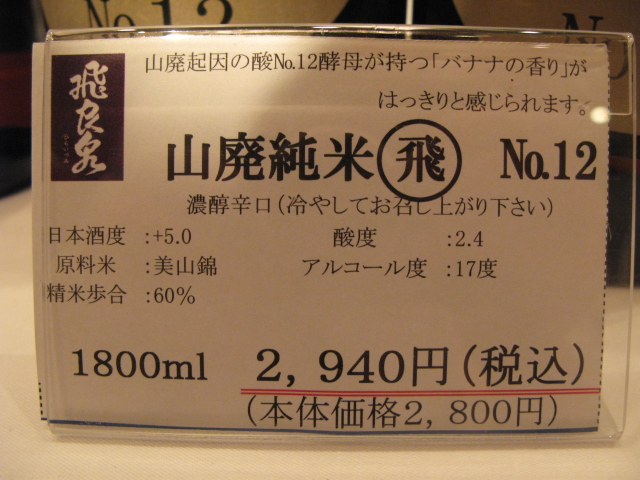 No.12
飛良泉
山廃起因の酸No.12酵母が持つ「バナナの香り」が
はっきりと感じられます。
山廃純米 飛 No.12
濃醇辛口(冷やしてお召し上がり下さい)
日本酒度 :+5.0 酸度 :2.4
原料米 :美山錦 アルコール度 :17度
精米歩合 :60%
1800ml 2,940円(税込)
(本体価格2,800円)